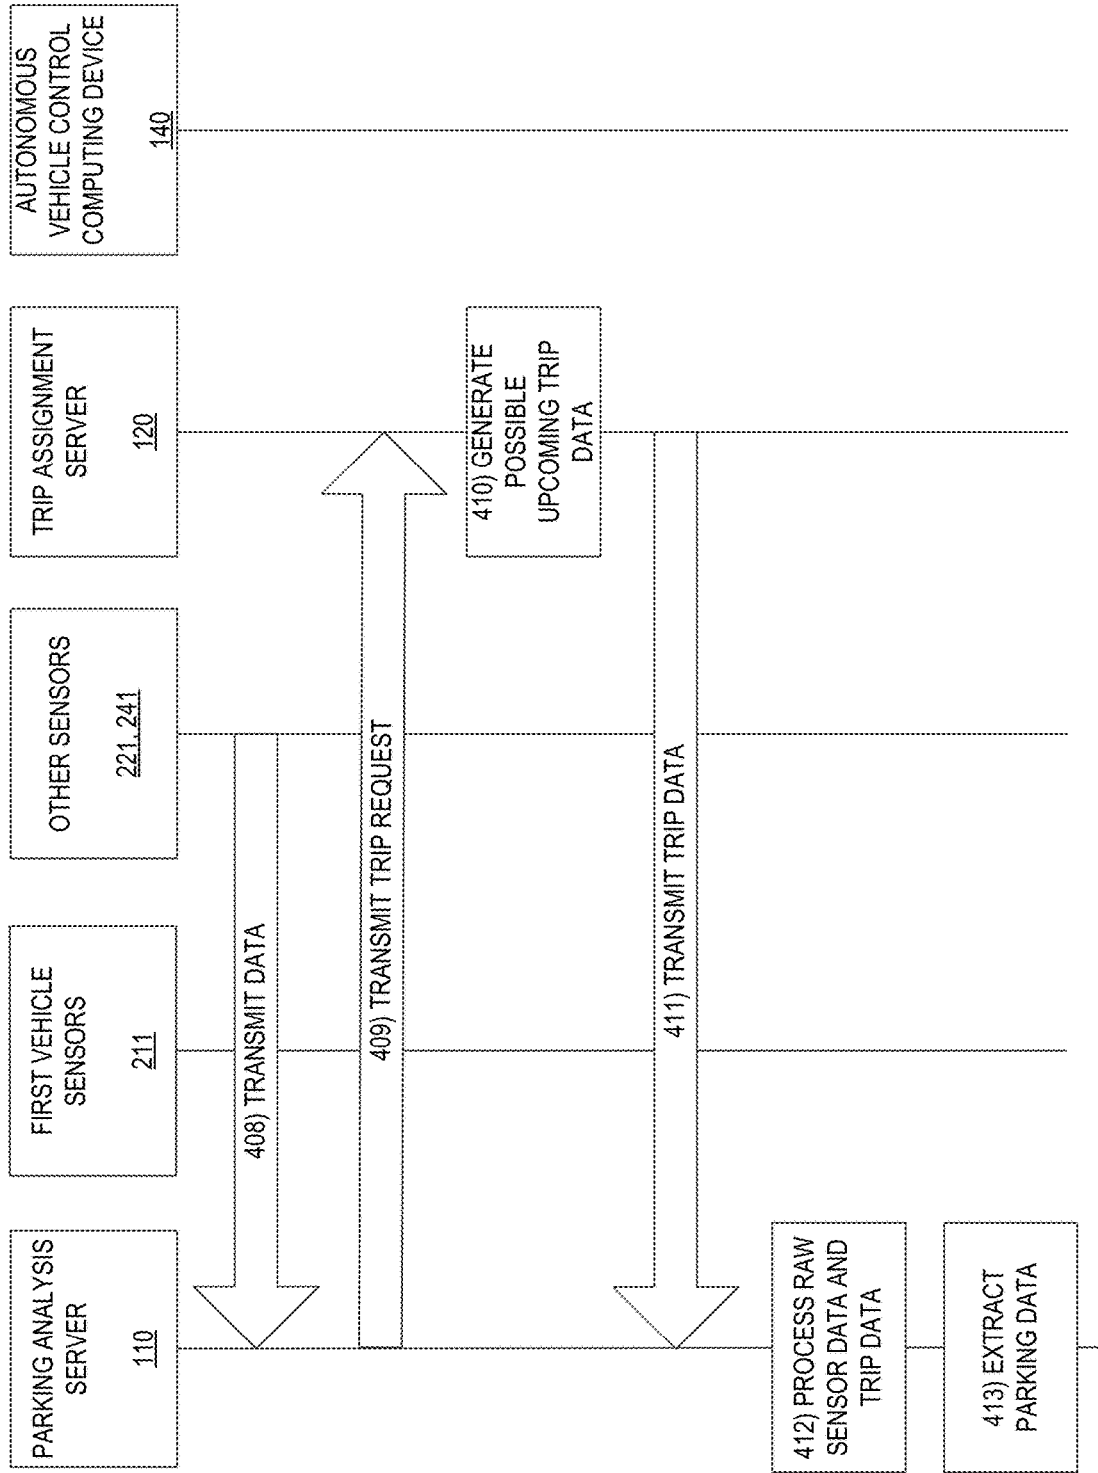 PARKING ANALYSIS
SERVER
110
FIRST VEHICLE
SENSORS
211
OTHER SENSORS
221, 241
TRIP ASSIGNMENT
SERVER
120
AUTONOMOUS
VEHICLE CONTROL
COMPUTING DEVICE
140
408) TRANSMIT DATA
409) TRANSMIT TRIP REQUEST
410) GENERATE
POSSIBLE
UPCOMING TRIP
DATA
411) TRANSMIT TRIP DATA
412) PROCESS RAW
SENSOR DATA AND
TRIP DATA
413) EXTRACT
PARKING DATA